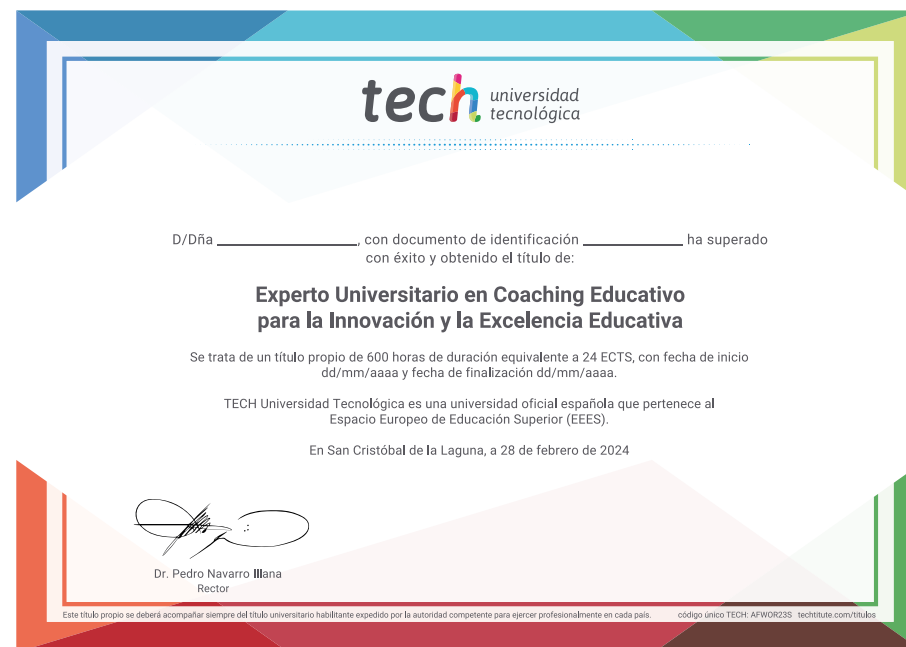 tech universidad
tecnológica
D/Dña ____________________, con documento de identificación ______________ ha superado
con éxito y obtenido el título de:
Experto Universitario en Coaching Educativo
para la Innovación y la Excelencia Educativa
Se trata de un título propio de 600 horas de duración equivalente a 24 ECTS, con fecha de inicio
dd/mm/aaaa y fecha de finalización dd/mm/aaaa.
TECH Universidad Tecnológica es una universidad oficial española que pertenece al
Espacio Europeo de Educación Superior (EEES).
En San Cristóbal de la Laguna, a 28 de febrero de 2024
Dr. Pedro Navarro Illana
Rector
Este título propio se deberá acompañar siempre del título universitario habilitante expedido por la autoridad competente para ejercer profesionalmente en cada país. código único TECH: AFWOR23S techtitute.com/titulos